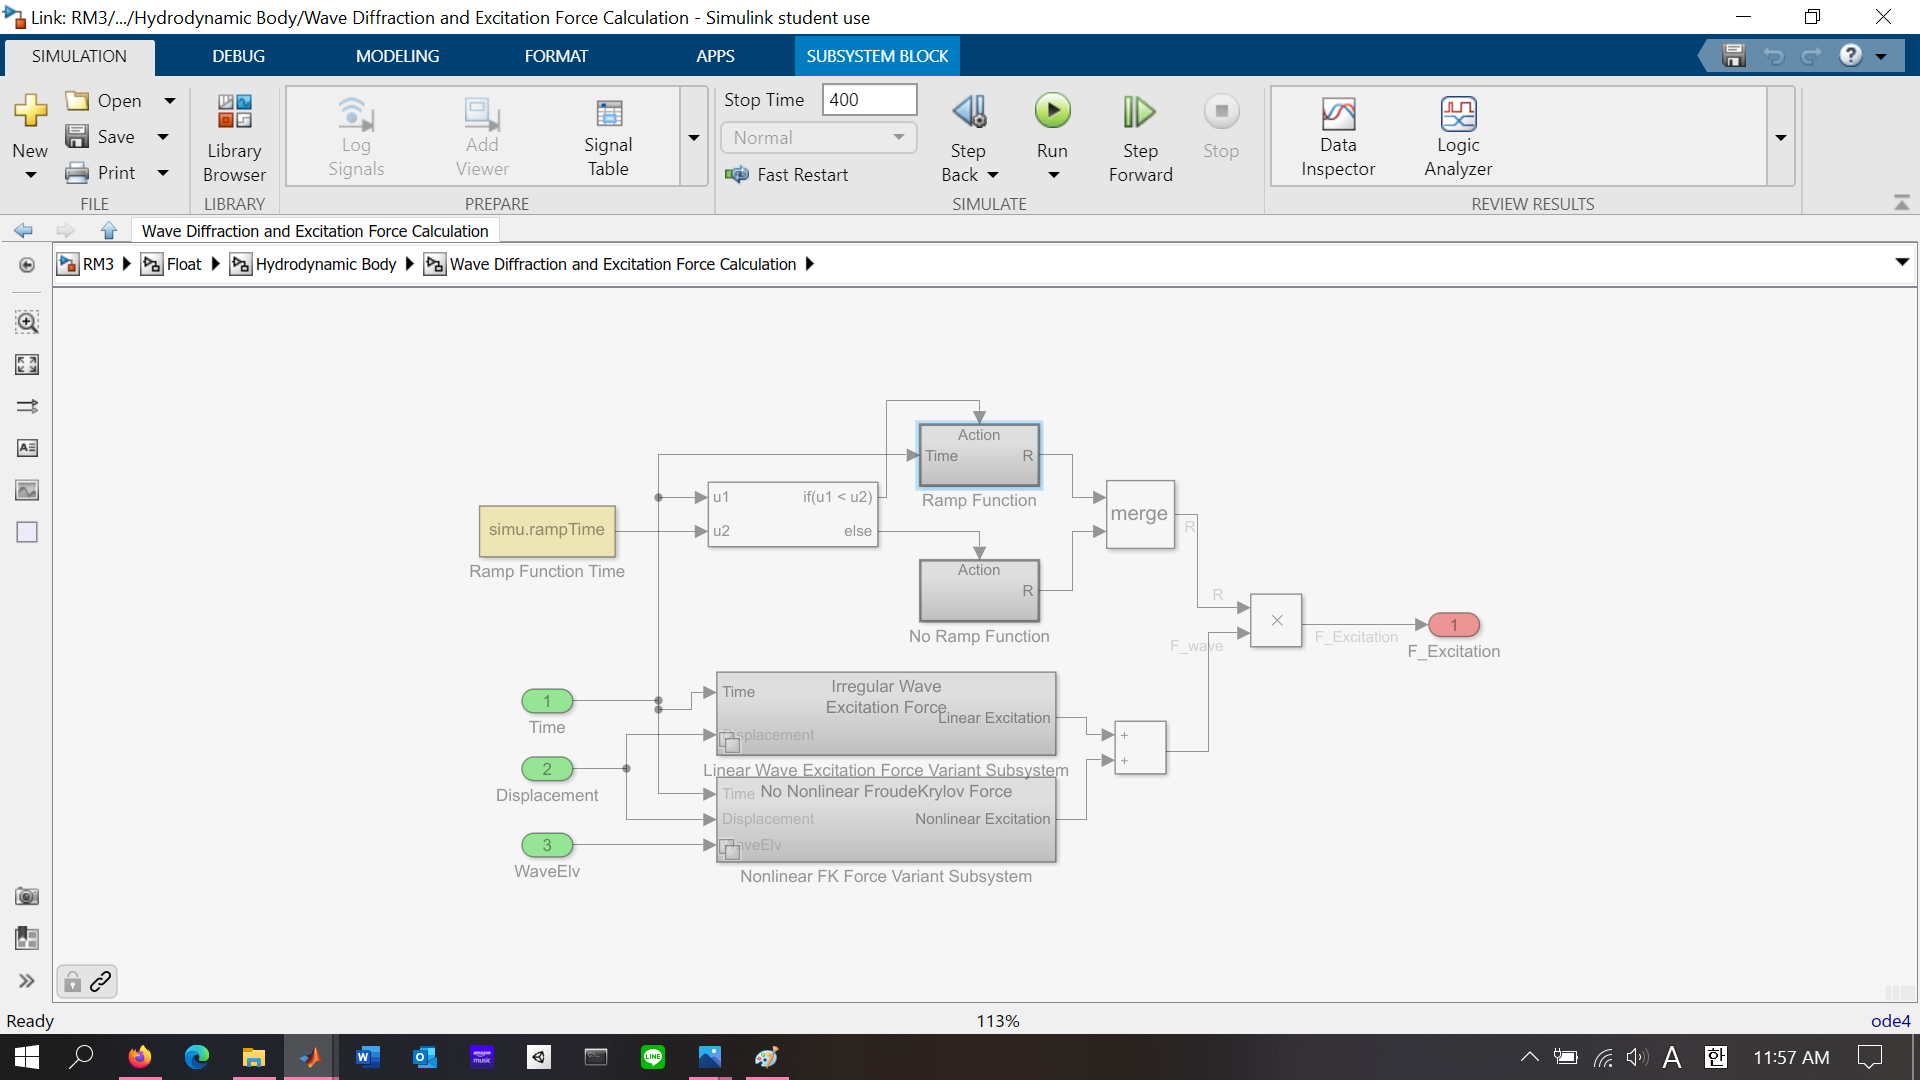 Link: RM3/.../Hydrodynamic Body/Wave Diffraction and Excitation Force Calculation - Simulink student use
SIMULATION DEBUG MODELING FORMAT APPS SUBSYSTEM BLOCK
New
Open
Save
Print
FILE
Library
Browser
LIBRARY
Log
Signals
Add
Viewer
Signal
Table
PREPARE
Stop Time 400
Normal
Fast Restart
Step
Back
Run
Step
Forward
Stop
SIMULATE
Data
Inspector
Logic
Analyzer
REVIEW RESULTS
Wave Diffraction and Excitation Force Calculation
RM3 Float Hydrodynamic Body Wave Diffraction and Excitation Force Calculation
Action
Time R
Ramp Function
u1 if(u1 < u2)
u2 else
simu.rampTime
Ramp Function Time
merge
R
Action
R
No Ramp Function
R
F_wave
×
F_Excitation
1
F_Excitation
1
Time
2
Displacement
3
WaveElv
Time
Irregular Wave
Excitation Force
Linear Excitation
Linear Wave Excitation Force Variant Subsystem
+
+
Time No Nonlinear FroudeKrylov Force
Displacement Nonlinear Excitation
Nonlinear FK Force Variant Subsystem
Ready 113% ode4
A 한 11:57 AM